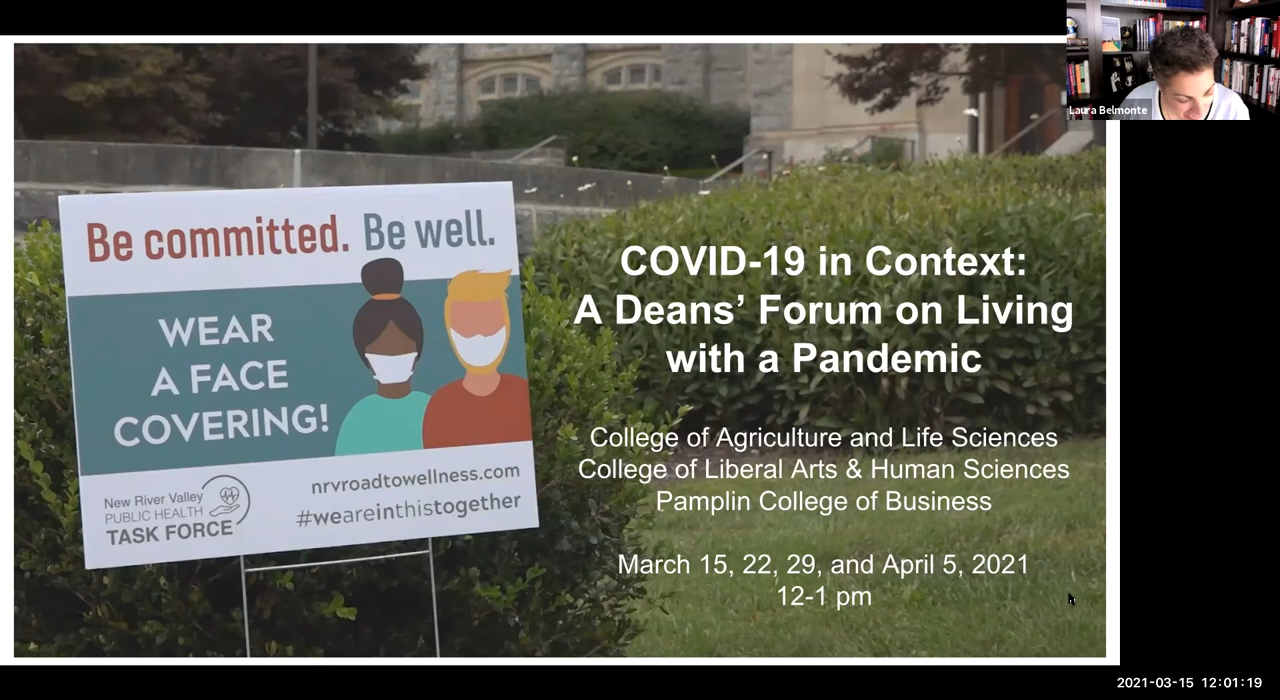 Laura Belmonte
Be committed. Be well.
WEAR
A FACE
COVERING!
New River Valley
PUBLIC HEALTH
TASK FORCE
nrvroadtowellness.com
#weareinthistogether
COVID-19 in Context:
A Deans’ Forum on Living
with a Pandemic
College of Agriculture and Life Sciences
College of Liberal Arts & Human Sciences
Pamplin College of Business
March 15, 22, 29, and April 5, 2021
12-1 pm
2021-03-15 12:01:19